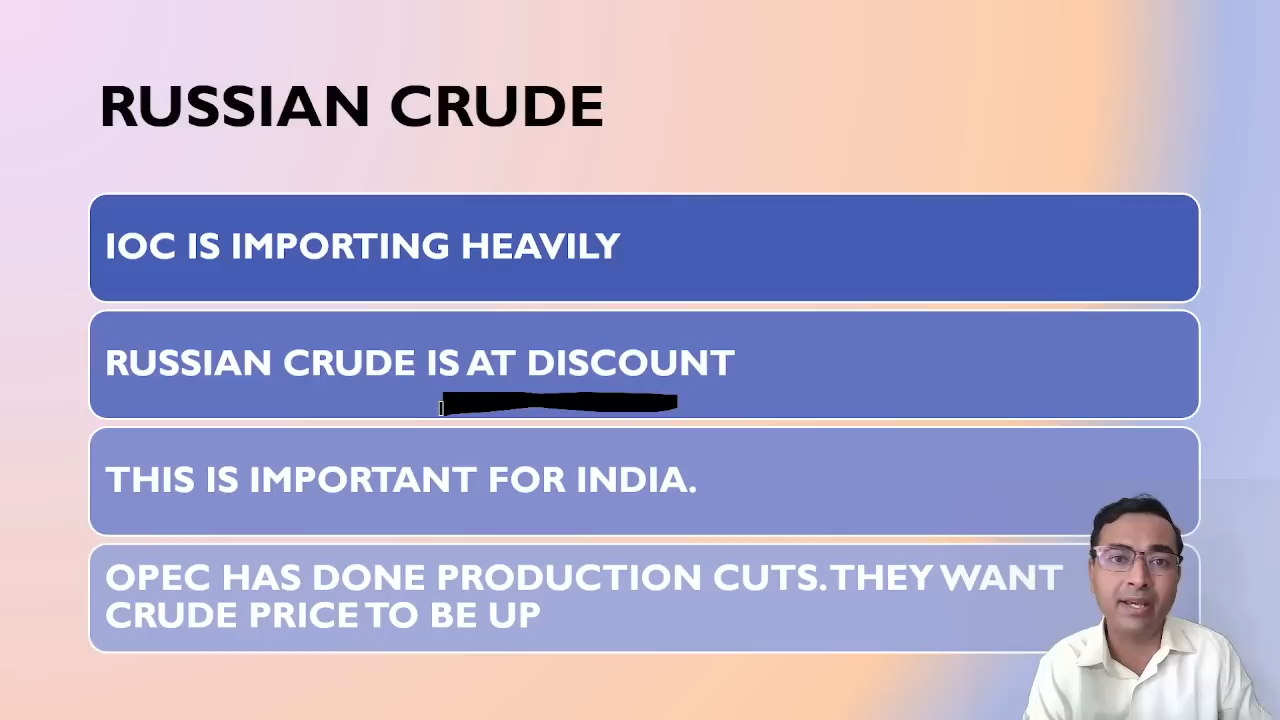 RUSSIAN CRUDE
IOC IS IMPORTING HEAVILY
RUSSIAN CRUDE IS AT DISCOUNT
THIS IS IMPORTANT FOR INDIA.
OPEC HAS DONE PRODUCTION CUTS.THEY WANT
CRUDE PRICE TO BE UP